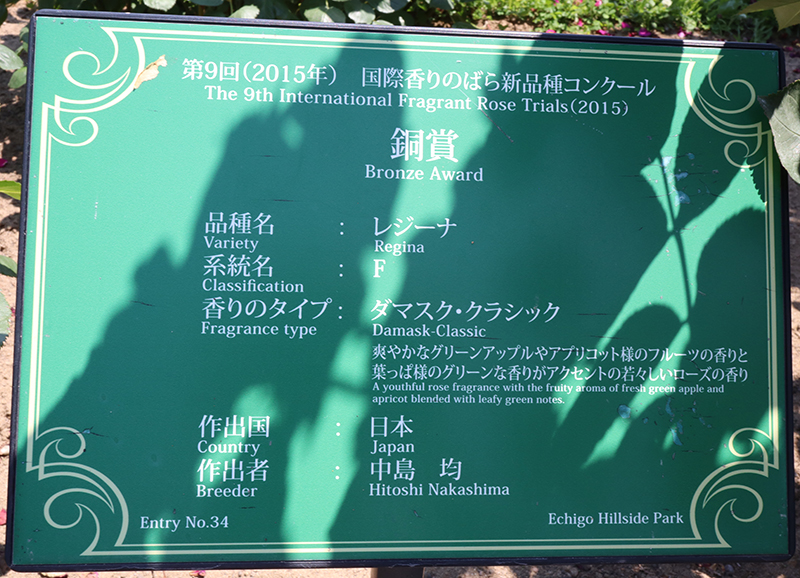 第9回(2015年) 国際香りのばら新品種コンクール
The 9th International Fragrant Rose Trials(2015)
銅賞
Bronze Award
品種名 : レジーナ
Variety Regina
系統名 : F
Classification
香りのタイプ : ダマスク・クラシック
Fragrance type Damask-Classic
爽やかなグリーンアップルやアプリコット様のフルーツの香りと
葉っぱ様のグリーンな香りがアクセントの若々しいローズの香り
A youthful rose fragrance with the fruity aroma of fresh green apple and
apricot blended with leafy green notes.
作出国 : 日本
Country Japan
作出者 : 中島 均
Breeder Hitoshi Nakashima
Entry No.34 Echigo Hillside Park